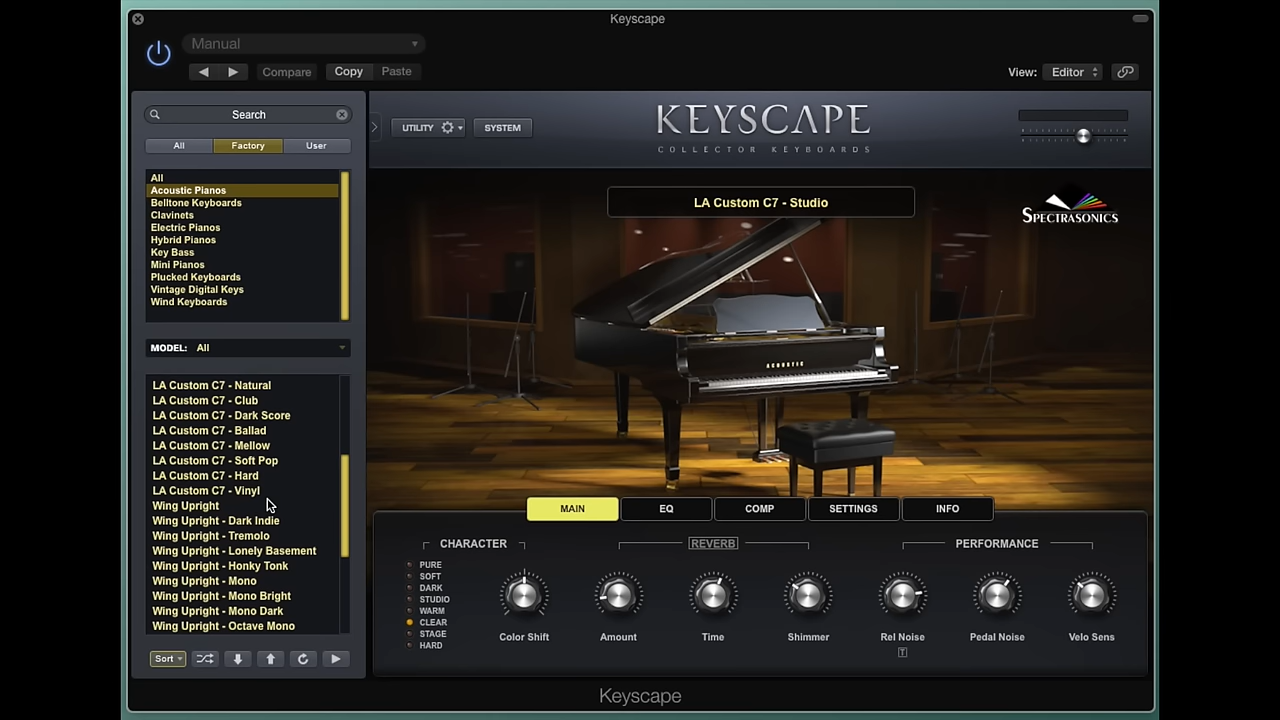 Keyscape
Manual
Compare
Copy
Paste
View:
Editor
Search
All
Factory
User
All
Acoustic Pianos
Belltone Keyboards
Clavinets
Electric Pianos
Hybrid Pianos
Key Bass
Mini Pianos
Plucked Keyboards
Vintage Digital Keys
Wind Keyboards
MODEL: All
LA Custom C7 - Natural
LA Custom C7 - Club
LA Custom C7 - Dark Score
LA Custom C7 - Ballad
LA Custom C7 - Mellow
LA Custom C7 - Soft Pop
LA Custom C7 - Hard
LA Custom C7 - Vinyl
Wing Upright
Wing Upright - Dark Indie
Wing Upright - Tremolo
Wing Upright - Lonely Basement
Wing Upright - Honky Tonk
Wing Upright - Mono
Wing Upright - Mono Bright
Wing Upright - Mono Dark
Wing Upright - Octave Mono
Sort
UTILITY
SYSTEM
KEYSCAPE
COLLECTOR KEYBOARDS
LA Custom C7 - Studio
SPECTRASONICS
ACOUSTIC
MAIN
EQ
COMP
SETTINGS
INFO
CHARACTER
REVERB
PERFORMANCE
PURE
SOFT
DARK
STUDIO
WARM
CLEAR
STAGE
HARD
Color Shift
Amount
Time
Shimmer
Rel Noise
Pedal Noise
Velo Sens
T
Keyscape